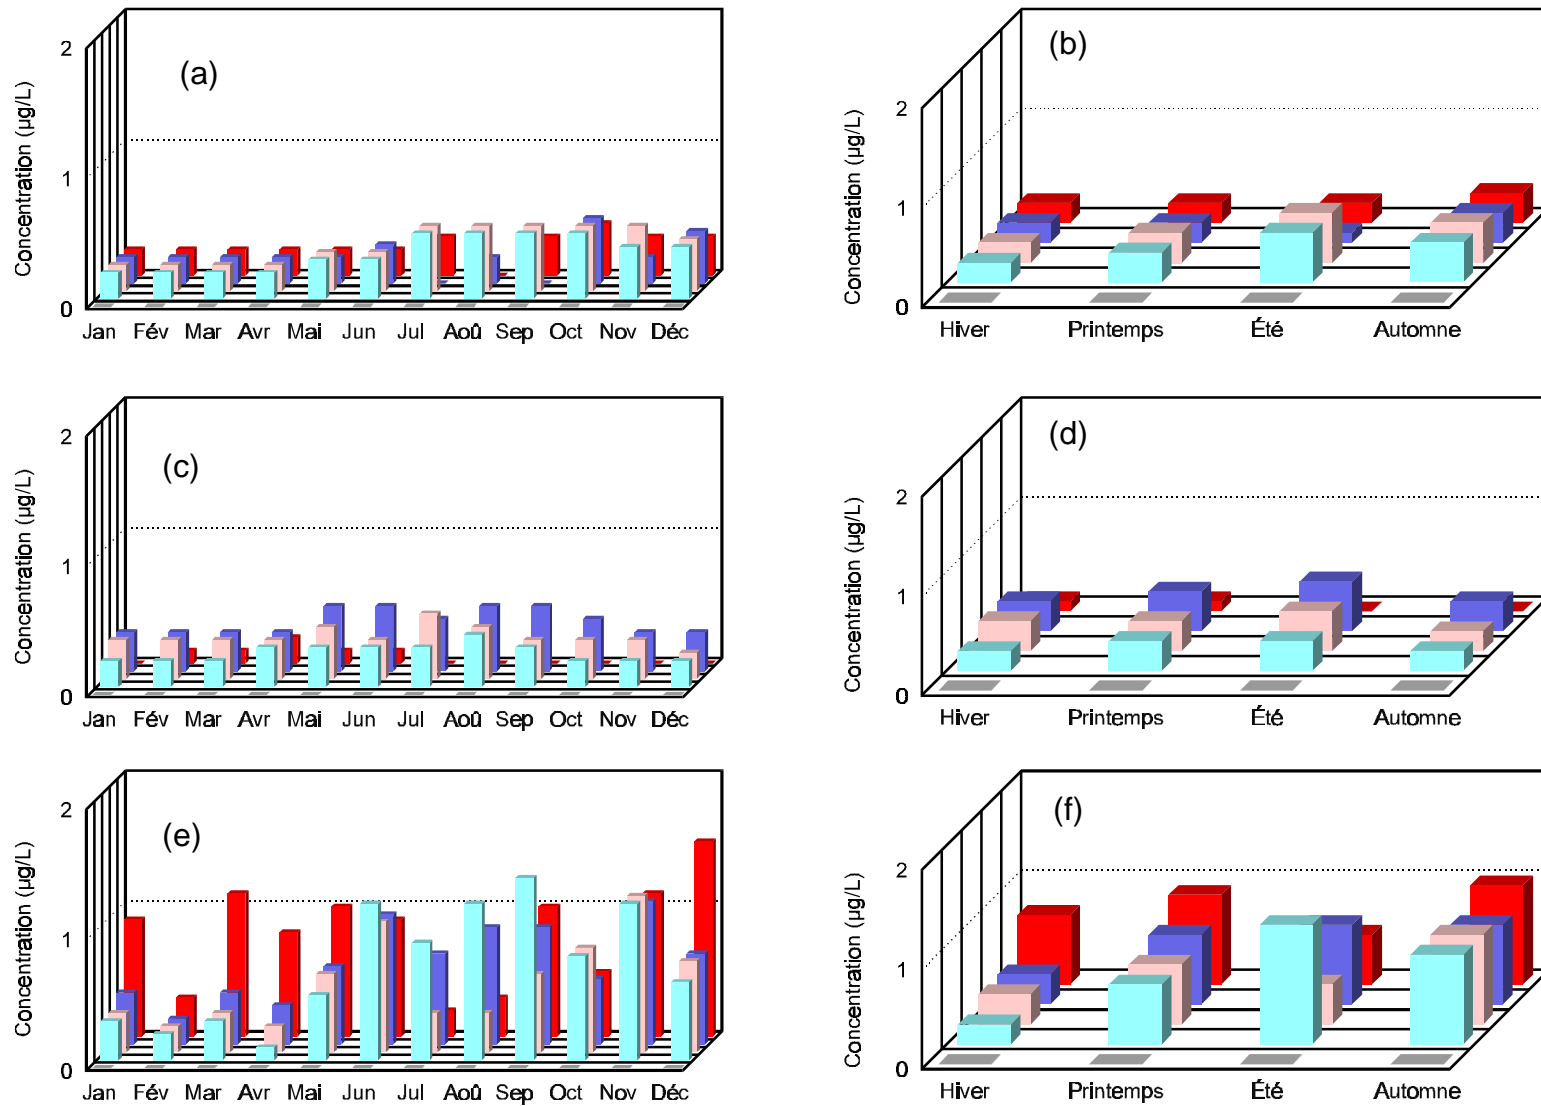 (a)
Concentration (µg/L)
2
1
0
Jan Fév Mar Avr Mai Jun Jul Aoû Sep Oct Nov Déc
(b)
Concentration (µg/L)
2
1
0
Hiver Printemps Été Automne
(c)
Concentration (µg/L)
2
1
0
Jan Fév Mar Avr Mai Jun Jul Aoû Sep Oct Nov Déc
(d)
Concentration (µg/L)
2
1
0
Hiver Printemps Été Automne
(e)
Concentration (µg/L)
2
1
0
Jan Fév Mar Avr Mai Jun Jul Aoû Sep Oct Nov Déc
(f)
Concentration (µg/L)
2
1
0
Hiver Printemps Été Automne